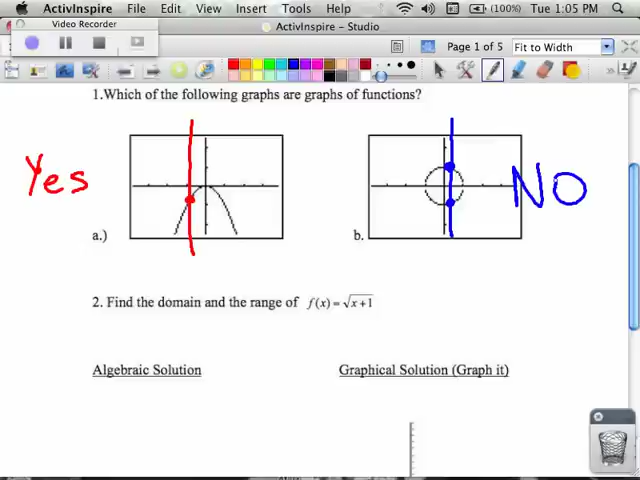 ActivInspire File Edit View Insert Tools Help (100%) Tue 1:05 PM
Video Recorder
ActivInspire - Studio
Page 1 of 5 Fit to Width
1.Which of the following graphs are graphs of functions?
Yes
NO
a.)
b.
2. Find the domain and the range of f(x) = √x+1
Algebraic Solution Graphical Solution (Graph it)